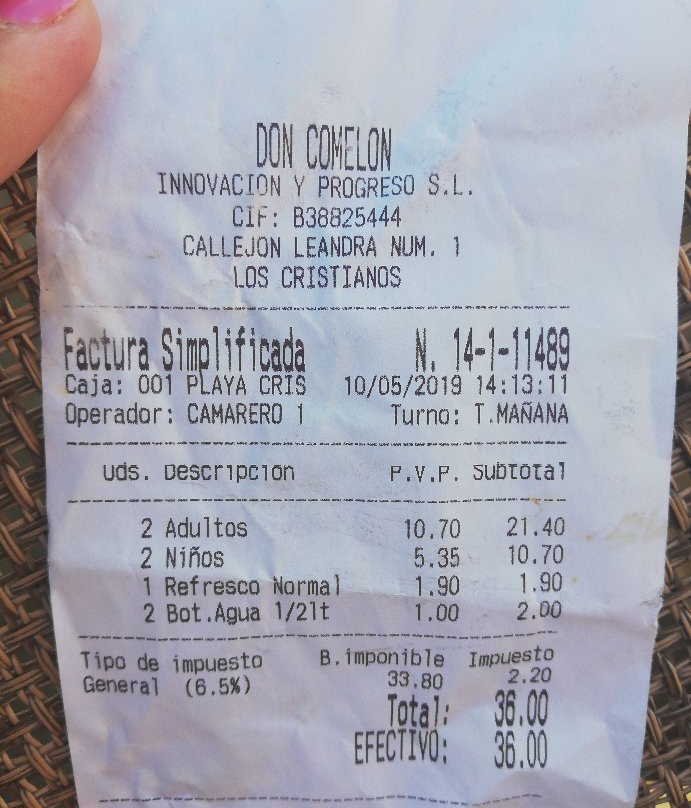 DON COMELON
INNOVACION Y PROGRESO S.L.
CIF: B38825444
CALLEJON LEANDRA NUM. 1
LOS CRISTIANOS
Factura Simplificada N. 14-1-11489
Caja: 001 PLAYA CRIS 10/05/2019 14:13:11
Operador: CAMARERO 1 Turno: T.MAÑANA
Uds. Descripcion P.V.P. Subtotal
2 Adultos 10.70 21.40
2 Niños 5.35 10.70
1 Refresco Normal 1.90 1.90
2 Bot.Agua 1/2lt 1.00 2.00
Tipo de impuesto B.imponible Impuesto
General (6.5%) 33.80 2.20
Total: 36.00
EFECTIVO: 36.00